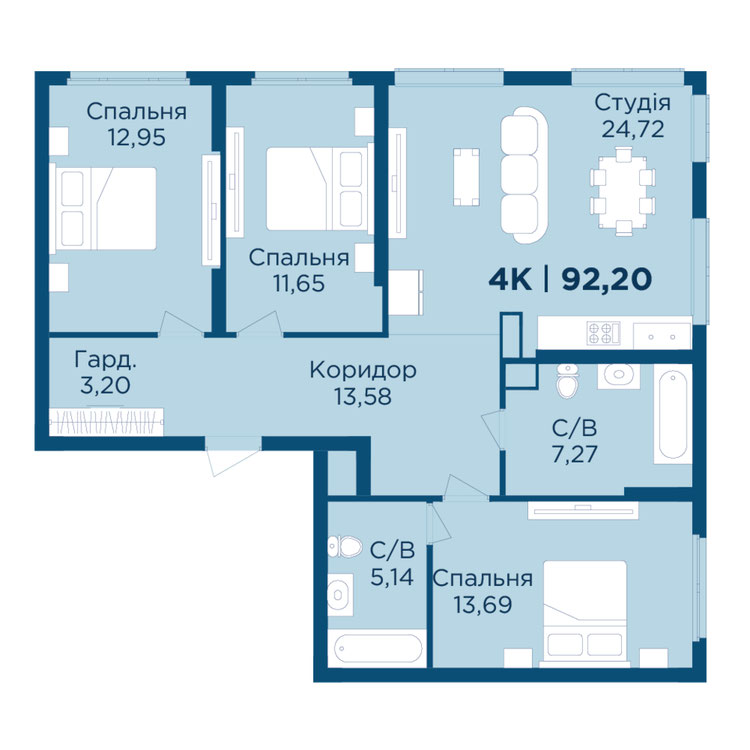 Спальня
12,95
Студія
24,72
Спальня
11,65
4К | 92,20
Гард.
3,20
Коридор
13,58
С/В
7,27
С/В
5,14
Спальня
13,69